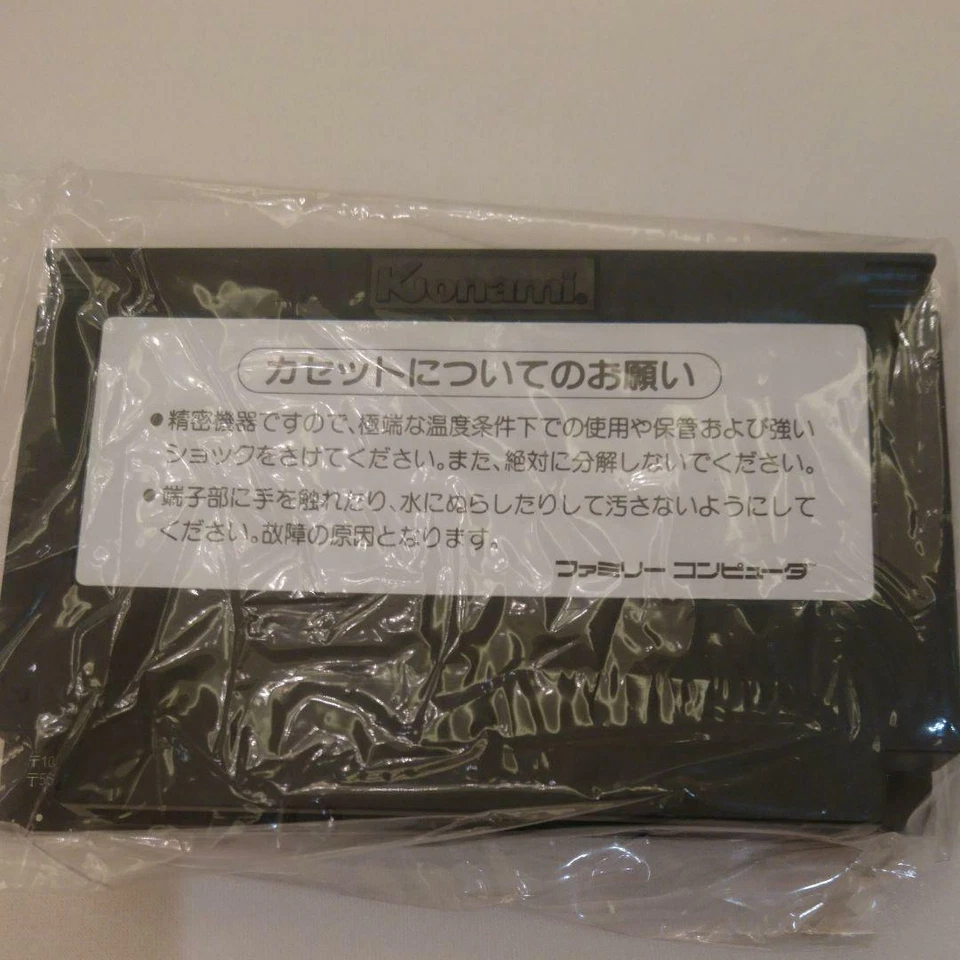 Konami
カセットについてのお願い
●精密機器ですので、極端な温度条件下での使用や保管および強い
ショックをさけてください。また、絶対に分解しないでください。
●端子部に手を触れたり、水にぬらしたりして汚さないようにして
ください。故障の原因となります。
ファミリー コンピュータ™
〒10
〒56